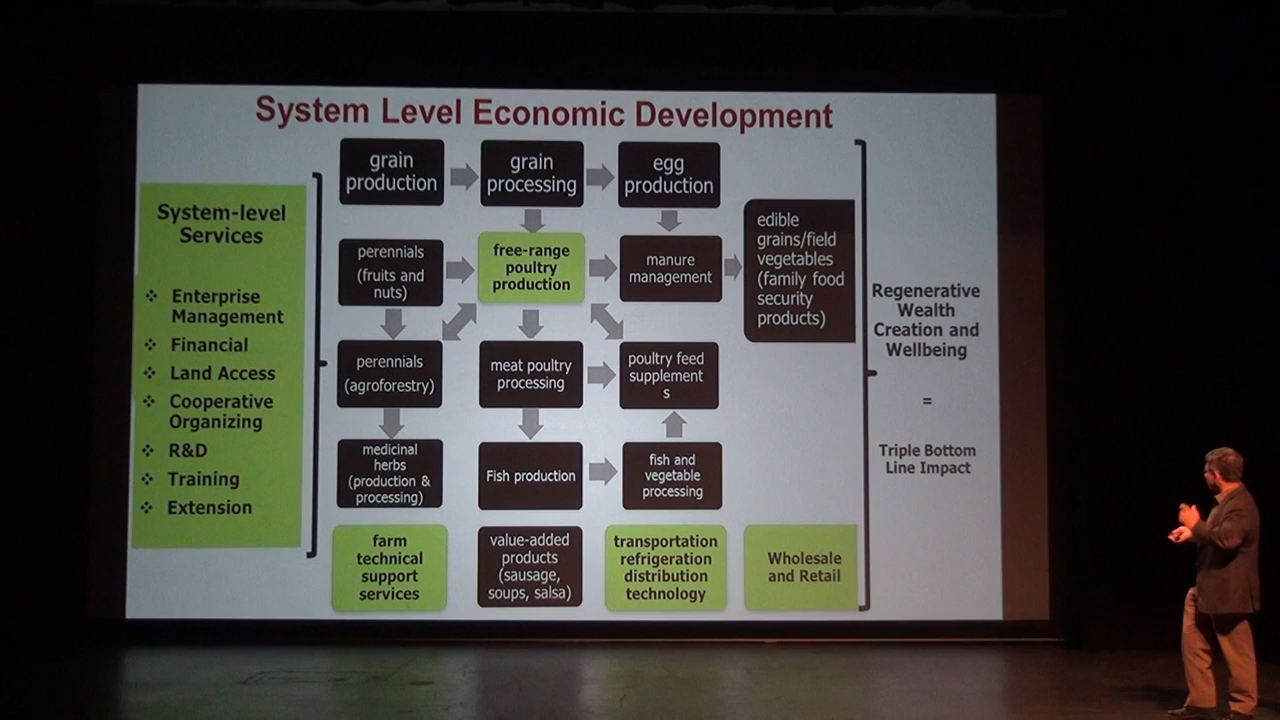 System Level Economic Development
System-level
Services
❖ Enterprise
Management
❖ Financial
❖ Land Access
❖ Cooperative
Organizing
❖ R&D
❖ Training
❖ Extension
grain
production
grain
processing
egg
production
perennials
(fruits and
nuts)
free-range
poultry
production
manure
management
edible
grains/field
vegetables
(family food
security
products)
perennials
(agroforestry)
meat poultry
processing
poultry feed
supplement
s
medicinal
herbs
(production &
processing)
Fish production
fish and
vegetable
processing
farm
technical
support
services
value-added
products
(sausage,
soups, salsa)
transportation
refrigeration
distribution
technology
Wholesale
and Retail
Regenerative
Wealth
Creation and
Wellbeing
=
Triple Bottom
Line Impact